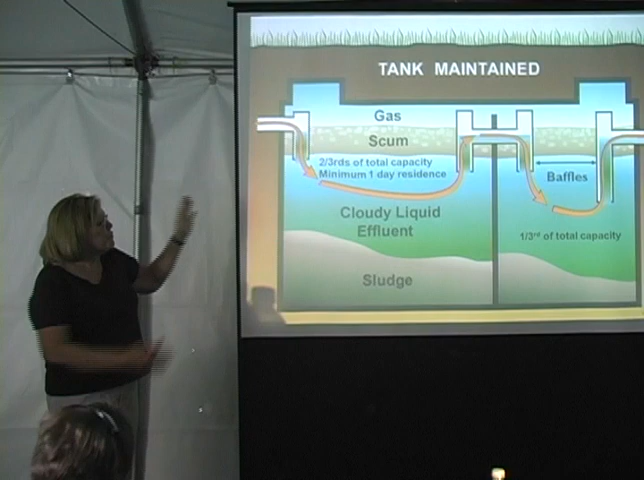 TANK MAINTAINED
Gas
Scum
2/3rds of total capacity
Minimum 1 day residence
Baffles
Cloudy Liquid
Effluent
1/3rd of total capacity
Sludge